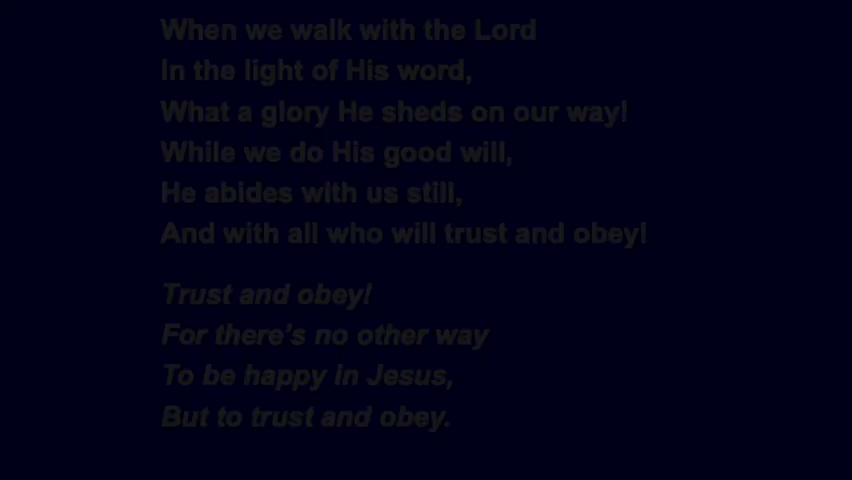 When we walk with the Lord
In the light of His word,
What a glory He sheds on our way!
While we do His good will,
He abides with us still,
And with all who will trust and obey!
Trust and obey!
For there’s no other way
To be happy in Jesus,
But to trust and obey.